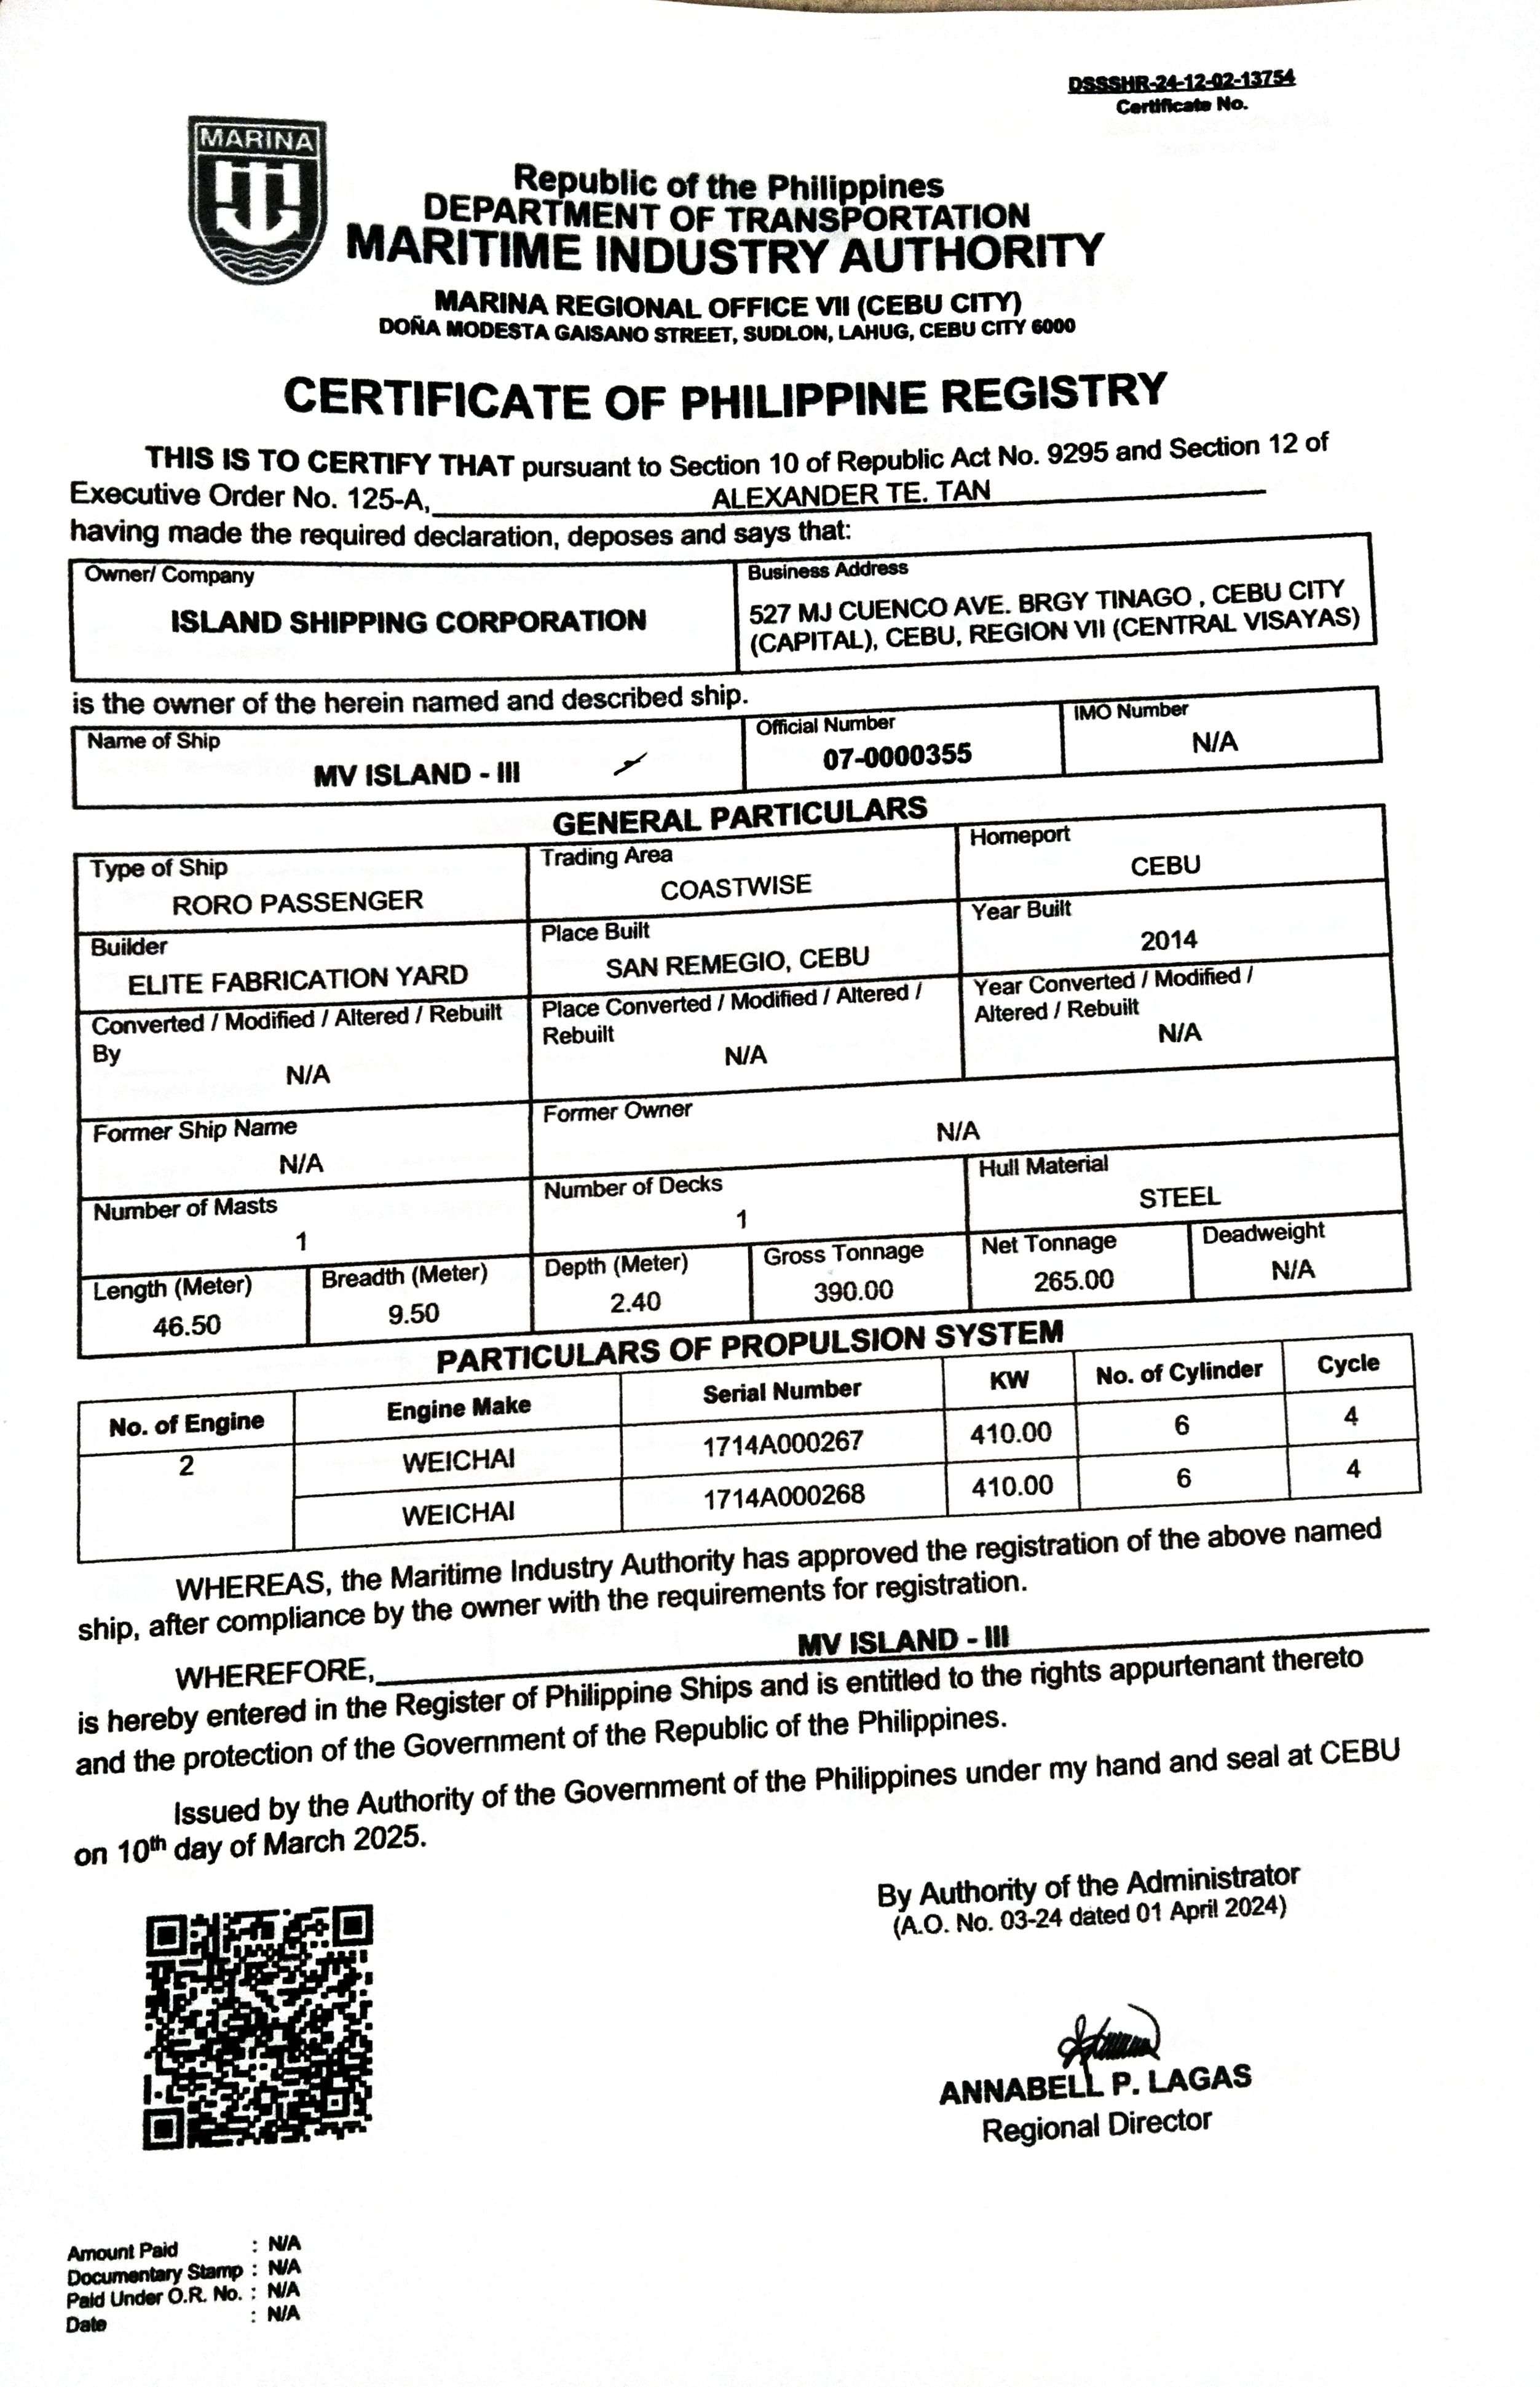 DSSSHR-24-12-02-13754
Certificate No.
MARINA
Republic of the Philippines
DEPARTMENT OF TRANSPORTATION
MARITIME INDUSTRY AUTHORITY
MARINA REGIONAL OFFICE VII (CEBU CITY)
DOÑA MODESTA GAISANO STREET, SUDLON, LAHUG, CEBU CITY 6000
CERTIFICATE OF PHILIPPINE REGISTRY
THIS IS TO CERTIFY THAT pursuant to Section 10 of Republic Act No. 9295 and Section 12 of
Executive Order No. 125-A, ALEXANDER TE. TAN
having made the required declaration, deposes and says that:
Owner/ Company
ISLAND SHIPPING CORPORATION
Business Address
527 MJ CUENCO AVE. BRGY TINAGO , CEBU CITY
(CAPITAL), CEBU, REGION VII (CENTRAL VISAYAS)
is the owner of the herein named and described ship.
Name of Ship
MV ISLAND - III
Official Number
07-0000355
IMO Number
N/A
GENERAL PARTICULARS
Type of Ship
RORO PASSENGER
Trading Area
COASTWISE
Homeport
CEBU
Builder
ELITE FABRICATION YARD
Place Built
SAN REMEGIO, CEBU
Year Built
2014
Converted / Modified / Altered / Rebuilt
By
N/A
Place Converted / Modified / Altered /
Rebuilt
N/A
Year Converted / Modified /
Altered / Rebuilt
N/A
Former Ship Name
N/A
Former Owner
N/A
Number of Masts
1
Number of Decks
1
Hull Material
STEEL
Length (Meter)
46.50
Breadth (Meter)
9.50
Depth (Meter)
2.40
Gross Tonnage
390.00
Net Tonnage
265.00
Deadweight
N/A
PARTICULARS OF PROPULSION SYSTEM
No. of Engine Engine Make Serial Number KW No. of Cylinder Cycle
2 WEICHAI 1714A000267 410.00 6 4
WEICHAI 1714A000268 410.00 6 4
WHEREAS, the Maritime Industry Authority has approved the registration of the above named
ship, after compliance by the owner with the requirements for registration.
WHEREFORE, MV ISLAND - III
is hereby entered in the Register of Philippine Ships and is entitled to the rights appurtenant thereto
and the protection of the Government of the Republic of the Philippines.
Issued by the Authority of the Government of the Philippines under my hand and seal at CEBU
on 10th day of March 2025.
By Authority of the Administrator
(A.O. No. 03-24 dated 01 April 2024)
ANNABELL P. LAGAS
Regional Director
Amount Paid : N/A
Documentary Stamp : N/A
Paid Under O.R. No. : N/A
Date : N/A